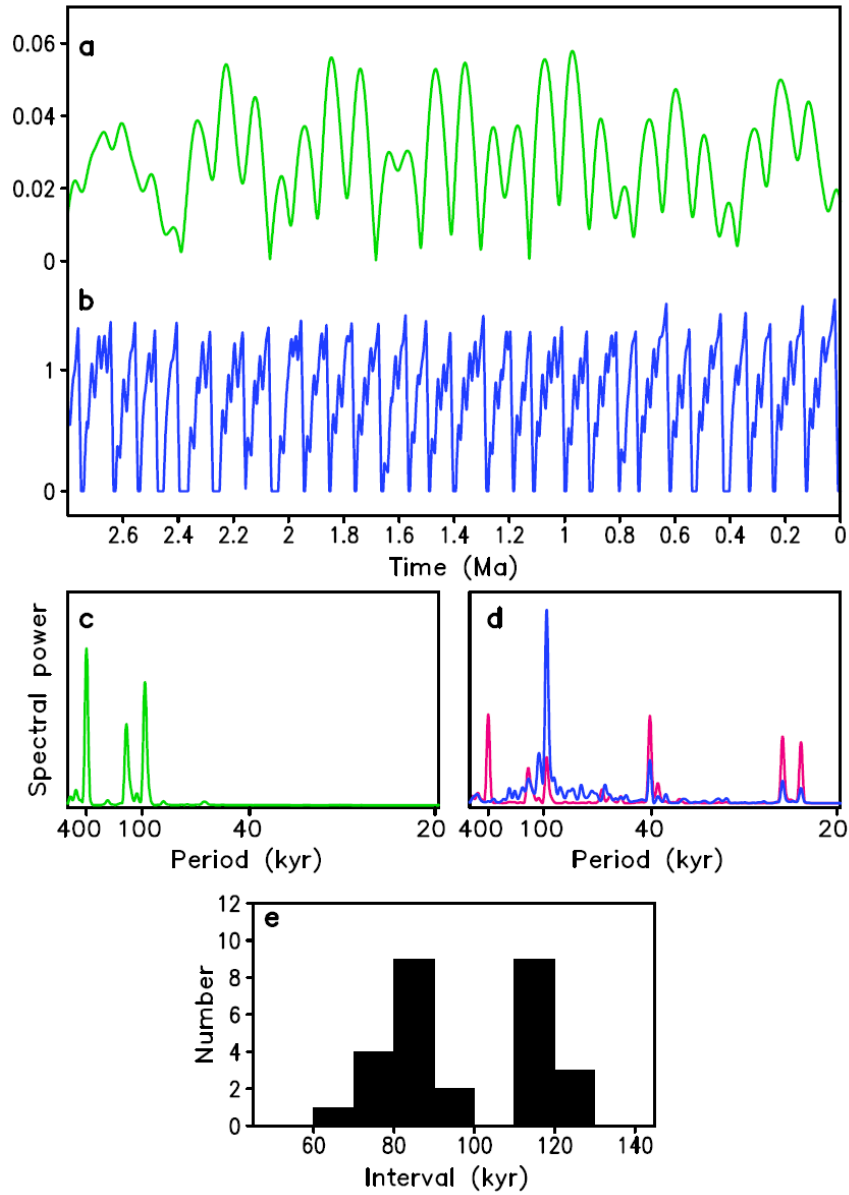 a
0.06
0.04
0.02
0
b
1
0
2.6 2.4 2.2 2 1.8 1.6 1.4 1.2 1 0.8 0.6 0.4 0.2 0
Time (Ma)
c d
Spectral power
400 100 40 20 400 100 40 20
Period (kyr) Period (kyr)
e
12
10
8
6
4
2
0
Number
60 80 100 120 140
Interval (kyr)